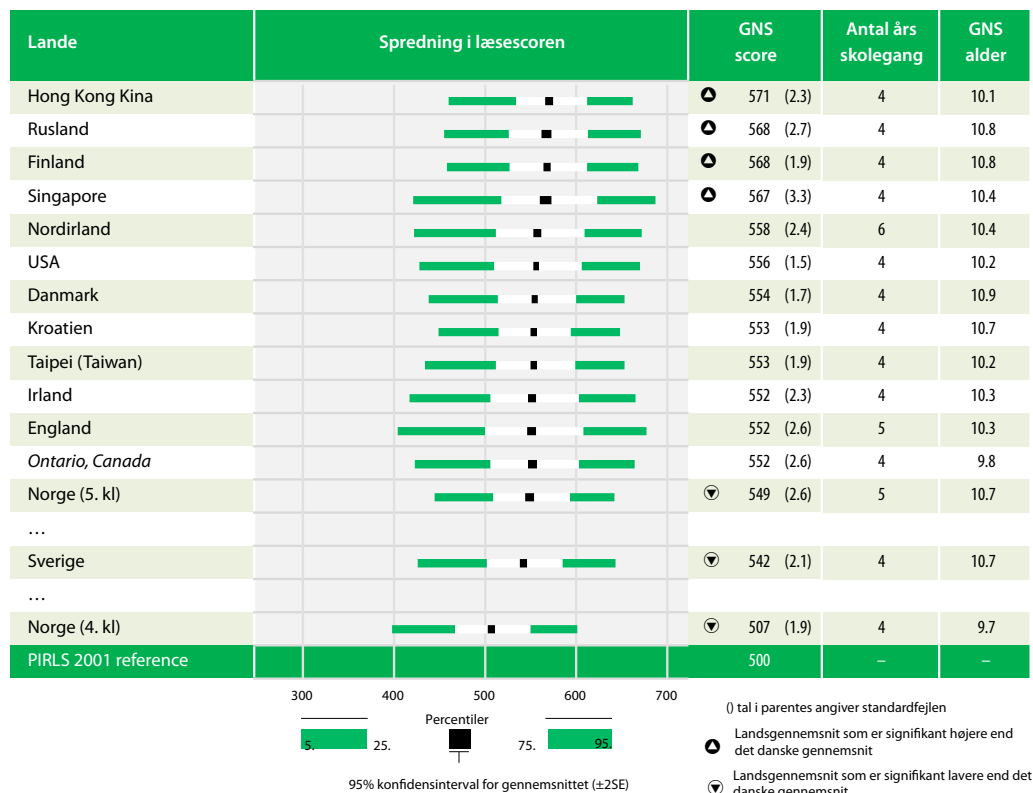 Lande Spredning i læsescoren GNS score Antal års skolegang GNS alder
Hong Kong Kina 571 (2.3) 4 10.1
Rusland 568 (2.7) 4 10.8
Finland 568 (1.9) 4 10.8
Singapore 567 (3.3) 4 10.4
Nordirland 558 (2.4) 6 10.4
USA 556 (1.5) 4 10.2
Danmark 554 (1.7) 4 10.9
Kroatien 553 (1.9) 4 10.7
Taipei (Taiwan) 553 (1.9) 4 10.2
Irland 552 (2.3) 4 10.3
England 552 (2.6) 5 10.3
Ontario, Canada 552 (2.6) 4 9.8
Norge (5. kl) 549 (2.6) 5 10.7
…
Sverige 542 (2.1) 4 10.7
…
Norge (4. kl) 507 (1.9) 4 9.7
PIRLS 2001 reference 500 – –
300 400 500 600 700
Percentiler
5. 25. 75. 95.
95% konfidensinterval for gennemsnittet (±2SE)
() tal i parentes angiver standardfejlen
Landsgennemsnit som er signifikant højere end
det danske gennemsnit
Landsgennemsnit som er signifikant lavere end det
danske gennemsnit